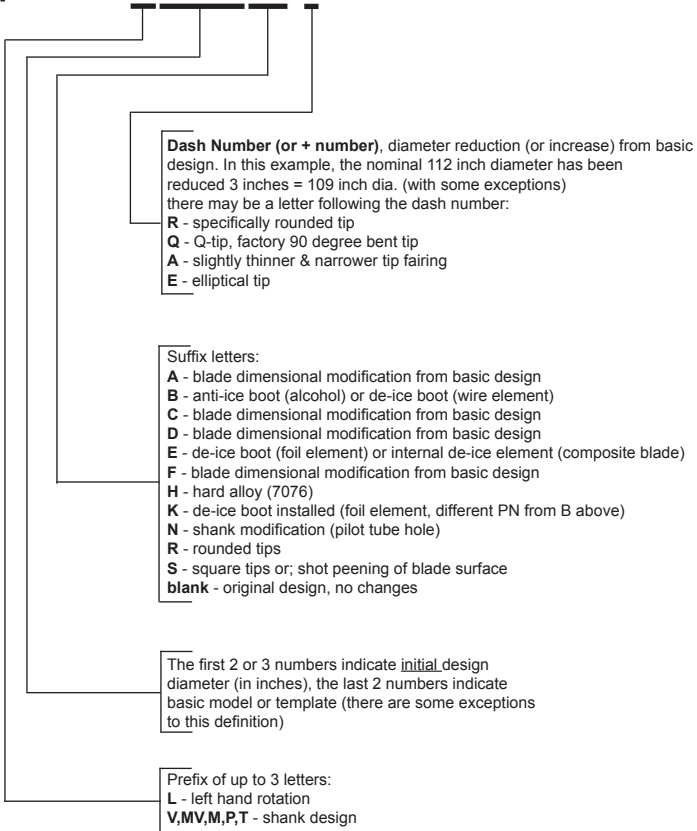 Dash Number (or + number), diameter reduction (or increase) from basic
design. In this example, the nominal 112 inch diameter has been
reduced 3 inches = 109 inch dia. (with some exceptions)
there may be a letter following the dash number:
R - specifically rounded tip
Q - Q-tip, factory 90 degree bent tip
A - slightly thinner & narrower tip fairing
E - elliptical tip
Suffix letters:
A - blade dimensional modification from basic design
B - anti-ice boot (alcohol) or de-ice boot (wire element)
C - blade dimensional modification from basic design
D - blade dimensional modification from basic design
E - de-ice boot (foil element) or internal de-ice element (composite blade)
F - blade dimensional modification from basic design
H - hard alloy (7076)
K - de-ice boot installed (foil element, different PN from B above)
N - shank modification (pilot tube hole)
R - rounded tips
S - square tips or; shot peening of blade surface
blank - original design, no changes
The first 2 or 3 numbers indicate initial design
diameter (in inches), the last 2 numbers indicate
basic model or template (there are some exceptions
to this definition)
Prefix of up to 3 letters:
L - left hand rotation
V,MV,M,P,T - shank design